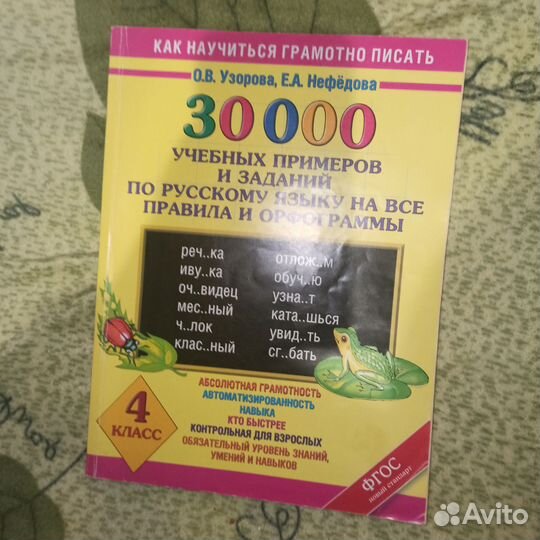 КАК НАУЧИТЬСЯ ГРАМОТНО ПИСАТЬ
О.В. Узорова, Е.А. Нефёдова
30000
УЧЕБНЫХ ПРИМЕРОВ
И ЗАДАНИЙ
ПО РУССКОМУ ЯЗЫКУ НА ВСЕ
ПРАВИЛА И ОРФОГРАММЫ
реч..ка
иву..ка
оч..видец
мес..ный
ч..лок
клас..ный
отлож..м
обуч..ю
узна..т
ката..шься
увид..ть
сг..бать
4
КЛАСС
АБСОЛЮТНАЯ ГРАМОТНОСТЬ
АВТОМАТИЗИРОВАННОСТЬ
НАВЫКА
КТО БЫСТРЕЕ
КОНТРОЛЬНАЯ ДЛЯ ВЗРОСЛЫХ
ОБЯЗАТЕЛЬНЫЙ УРОВЕНЬ ЗНАНИЙ,
УМЕНИЙ И НАВЫКОВ
ФГОС
новый стандарт
Avito